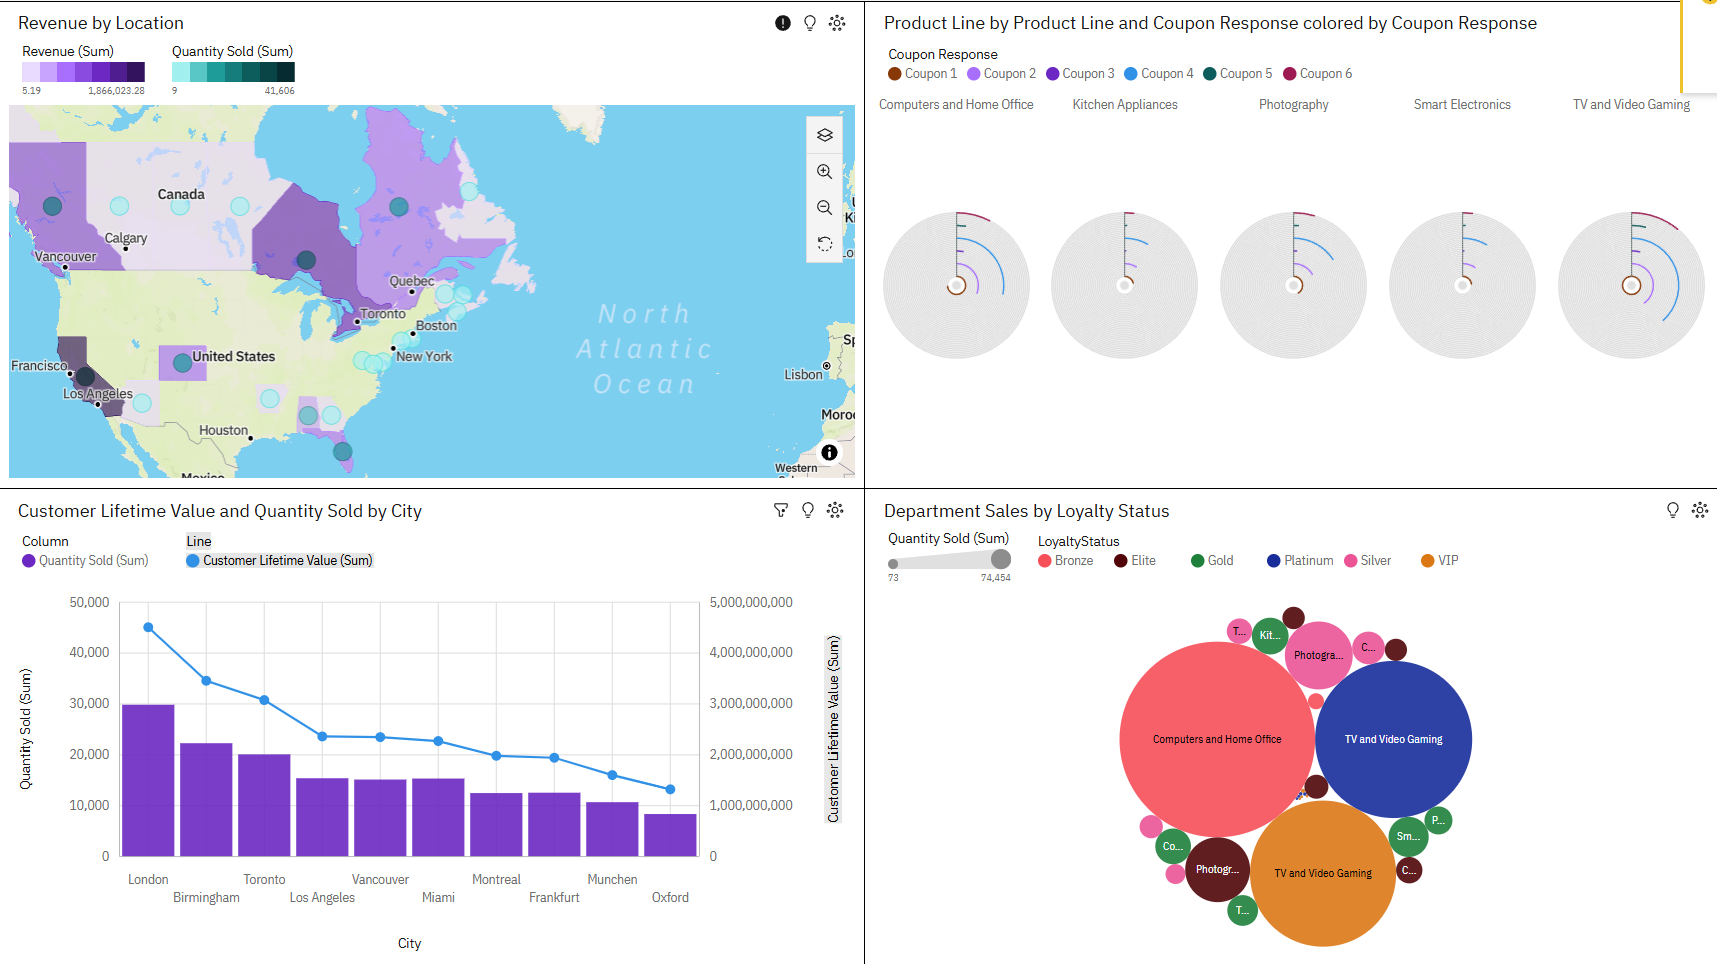 Revenue by Location
Revenue (Sum)
5.19
1,866,023.28
Quantity Sold (Sum)
9
41,606
Canada
Calgary
Vancouver
Quebec
Toronto
Boston
New York
United States
Francisco
Los Angeles
Houston
North
Atlantic
Ocean
Lisbon
Western
Product Line by Product Line and Coupon Response colored by Coupon Response
Coupon Response
Coupon 1
Coupon 2
Coupon 3
Coupon 4
Coupon 5
Coupon 6
Computers and Home Office
Kitchen Appliances
Photography
Smart Electronics
TV and Video Gaming
Customer Lifetime Value and Quantity Sold by City
Column
Quantity Sold (Sum)
Line
Customer Lifetime Value (Sum)
Quantity Sold (Sum)
50,000
40,000
30,000
20,000
10,000
0
5,000,000,000
4,000,000,000
3,000,000,000
2,000,000,000
1,000,000,000
0
Customer Lifetime Value (Sum)
London
Birmingham
Toronto
Los Angeles
Vancouver
Miami
Montreal
Frankfurt
Munchen
Oxford
City
Department Sales by Loyalty Status
Quantity Sold (Sum)
73
74,454
LoyaltyStatus
Bronze
Elite
Gold
Platinum
Silver
VIP
T...
Kit...
Photogra...
C...
Computers and Home Office
TV and Video Gaming
P...
Sm...
Co...
Photogr...
TV and Video Gaming
C...
T...